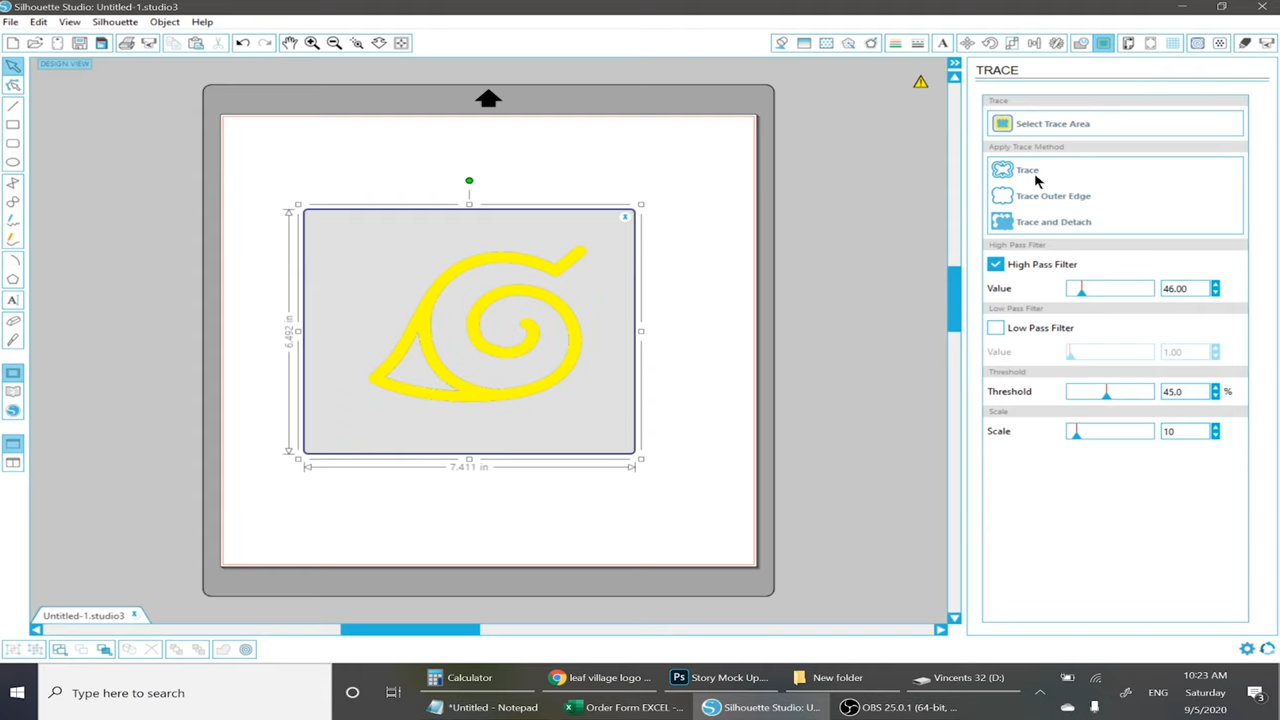 Silhouette Studio: Untitled-1.studio3
File Edit View Silhouette Object Help
DESIGN VIEW
TRACE
Trace
Select Trace Area
Apply Trace Method
Trace
Trace Outer Edge
Trace and Detach
High Pass Filter
High Pass Filter
Value 46.00
Low Pass Filter
Low Pass Filter
Value 1.00
Threshold
Threshold 45.0 %
Scale
Scale 10
6.492 in
7.411 in
Untitled-1.studio3 x
Type here to search
Calculator
leaf village logo ...
Story Mock Up....
New folder
Vincents 32 (D:)
*Untitled - Notepad
Order Form EXCEL -...
Silhouette Studio: U...
OBS 25.0.1 (64-bit, ...
ENG
10:23 AM
Saturday
9/5/2020